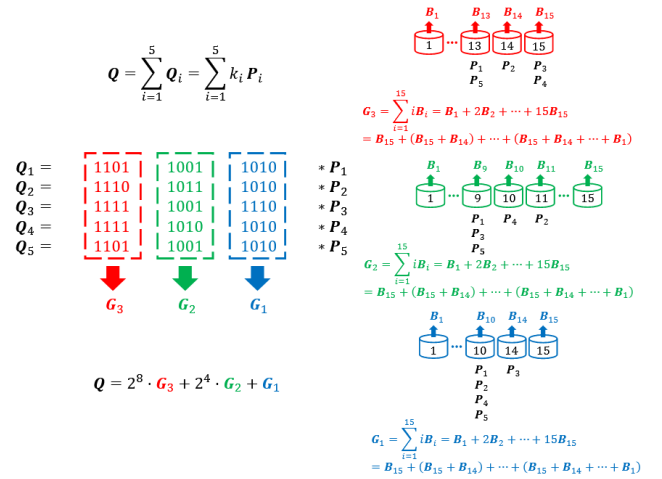 Q = ∑_{i=1}^{5} Q_i = ∑_{i=1}^{5} k_i P_i
Q_1 = 1101 1001 1010 * P_1
Q_2 = 1110 1011 1010 * P_2
Q_3 = 1111 1001 1110 * P_3
Q_4 = 1111 1010 1010 * P_4
Q_5 = 1101 1001 1010 * P_5
G_3 G_2 G_1
Q = 2^8 · G_3 + 2^4 · G_2 + G_1
B_1 B_13 B_14 B_15
1 ... 13 14 15
P_1 P_2 P_3
P_5 P_4
G_3 = ∑_{i=1}^{15} iB_i = B_1 + 2B_2 + ⋯ + 15B_15
= B_15 + (B_15 + B_14) + ⋯ + (B_15 + B_14 + ⋯ + B_1)
B_1 B_9 B_10 B_11 B_15
1 ... 9 10 11 ... 15
P_1 P_4 P_2
P_3
P_5
G_2 = ∑_{i=1}^{15} iB_i = B_1 + 2B_2 + ⋯ + 15B_15
= B_15 + (B_15 + B_14) + ⋯ + (B_15 + B_14 + ⋯ + B_1)
B_1 B_10 B_14 B_15
1 ... 10 14 15
P_1 P_3
P_2
P_4
P_5
G_1 = ∑_{i=1}^{15} iB_i = B_1 + 2B_2 + ⋯ + 15B_15
= B_15 + (B_15 + B_14) + ⋯ + (B_15 + B_14 + ⋯ + B_1)